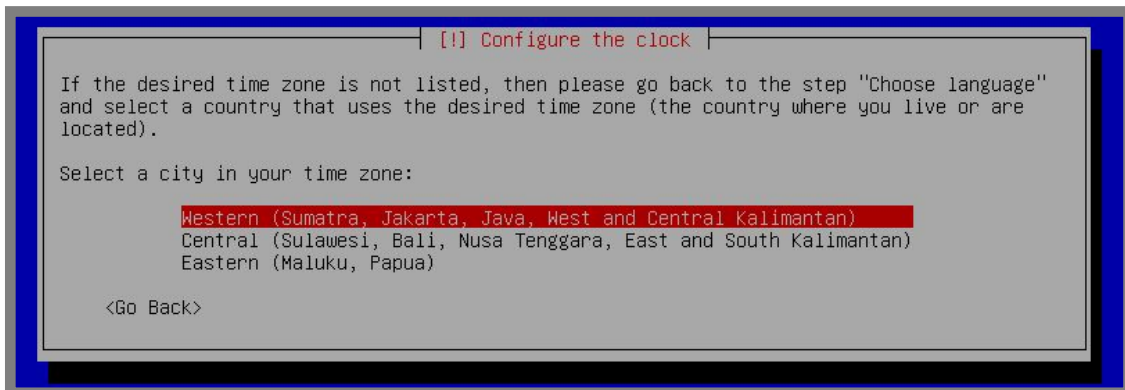 [!] Configure the clock
If the desired time zone is not listed, then please go back to the step "Choose language"
and select a country that uses the desired time zone (the country where you live or are
located).
Select a city in your time zone:
Western (Sumatra, Jakarta, Java, West and Central Kalimantan)
Central (Sulawesi, Bali, Nusa Tenggara, East and South Kalimantan)
Eastern (Maluku, Papua)
<Go Back>